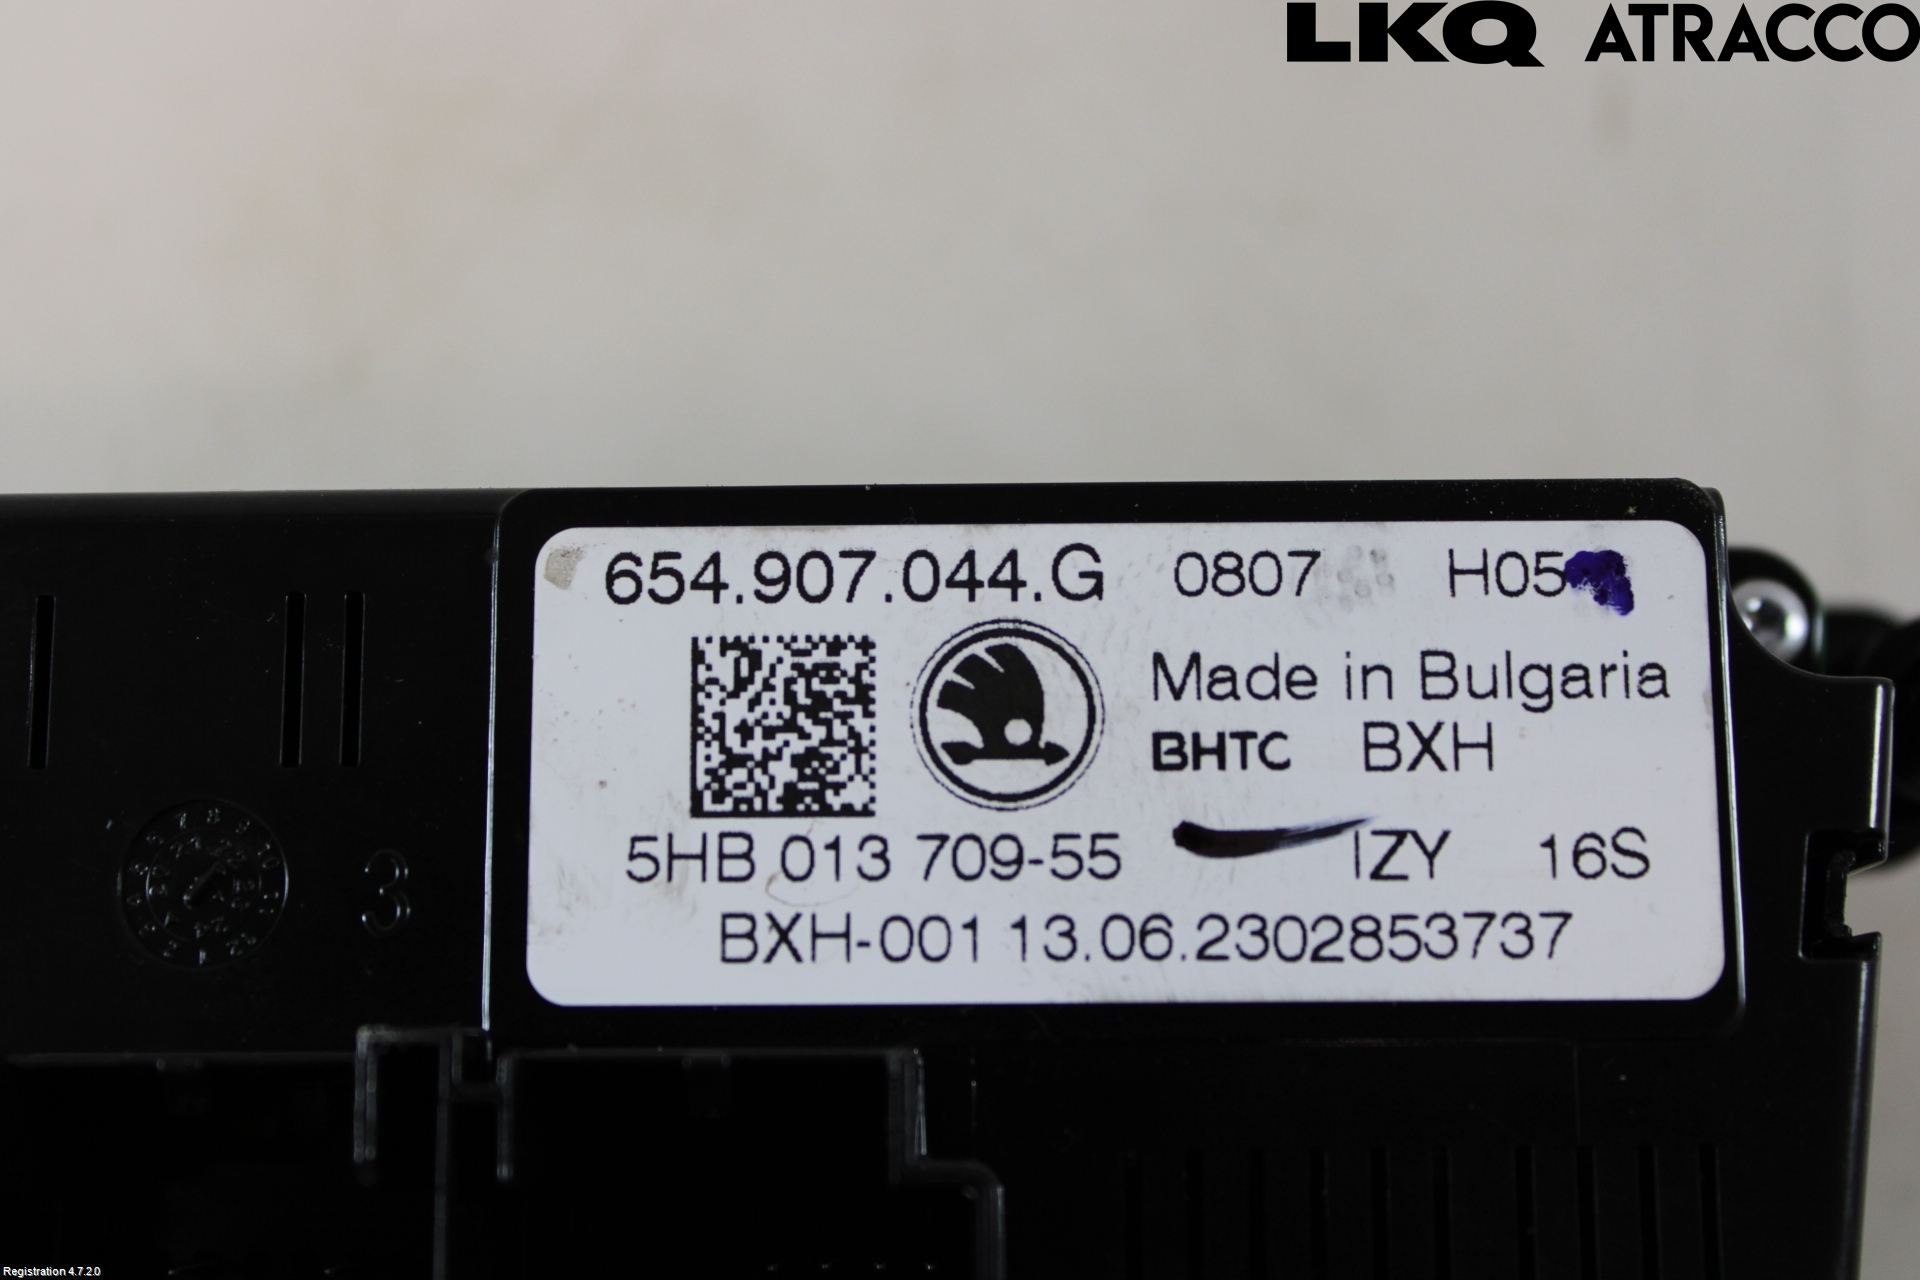 LKQ ATRACCO
654.907.044.G 0807 H05
Made in Bulgaria
BHTC BXH
5HB 013 709-55 IZY 16S
BXH-001 13.06.2302853737
3
Registration 4.7.2.0